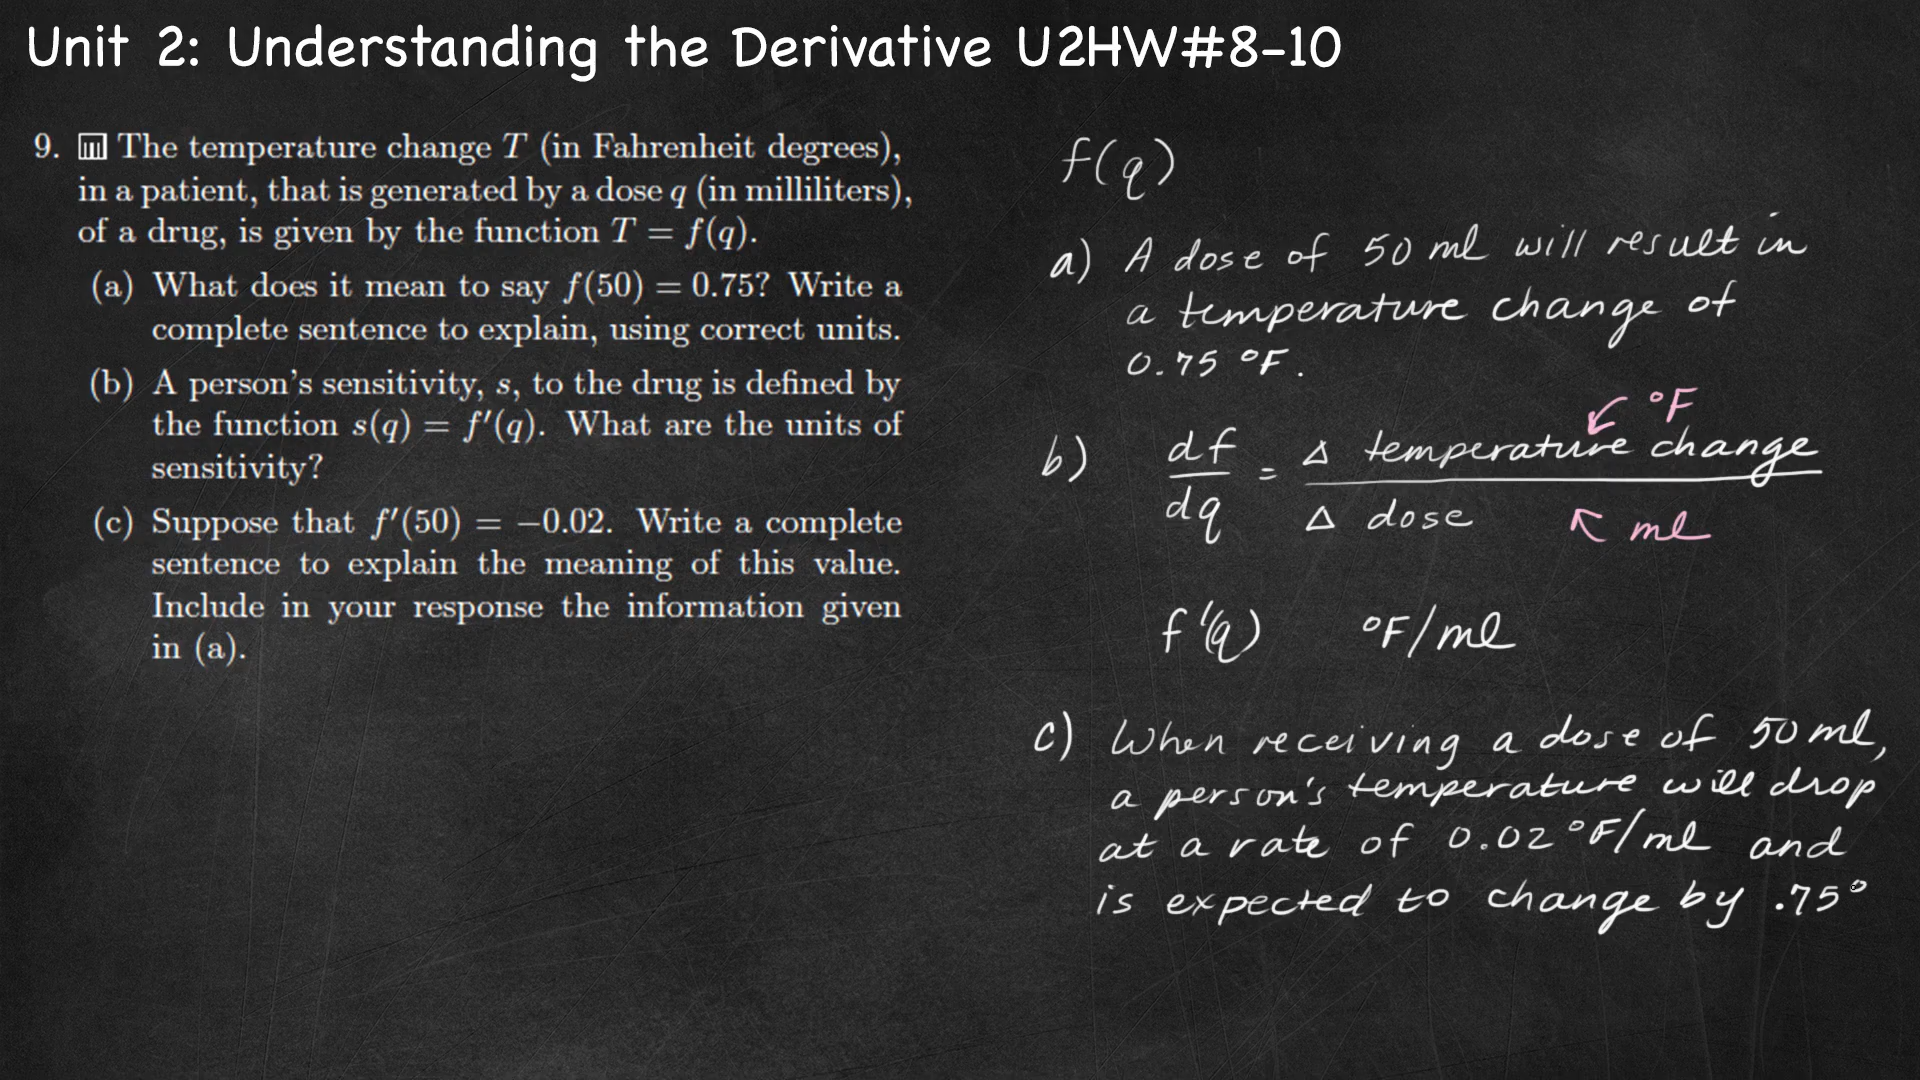 Unit 2: Understanding the Derivative U2HW#8-10
9. The temperature change T (in Fahrenheit degrees),
in a patient, that is generated by a dose q (in milliliters),
of a drug, is given by the function T = f(q).
(a) What does it mean to say f(50) = 0.75? Write a
complete sentence to explain, using correct units.
(b) A person's sensitivity, s, to the drug is defined by
the function s(q) = f′(q). What are the units of
sensitivity?
(c) Suppose that f′(50) = −0.02. Write a complete
sentence to explain the meaning of this value.
Include in your response the information given
in (a).
f(q)
a) A dose of 50 ml will result in
a temperature change of
0.75 °F.
°F
b) df = Δ temperature change
dq Δ dose
ml
f'(q) °F/ml
c) When receiving a dose of 50 ml,
a person's temperature will drop
at a rate of 0.02 °F/ml and
is expected to change by .75°